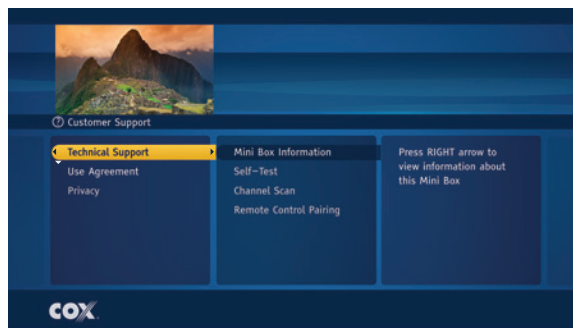 Customer Support
Technical Support
Use Agreement
Privacy
Mini Box Information
Self-Test
Channel Scan
Remote Control Pairing
Press RIGHT arrow to
view information about
this Mini Box
COX